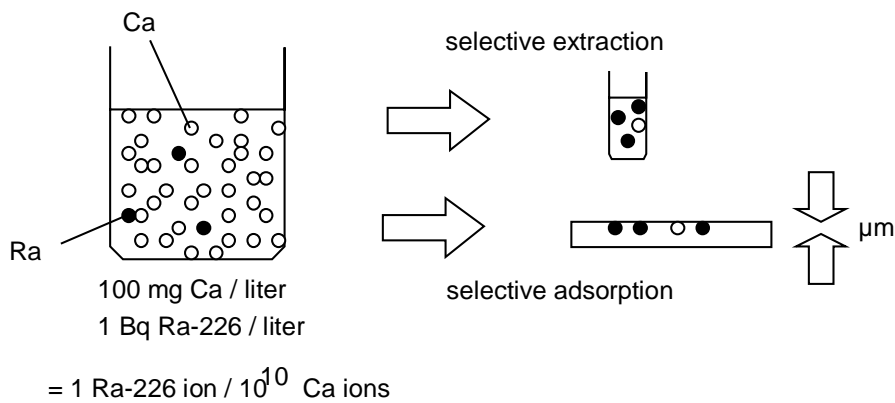 Ca
selective extraction
Ra
µm
100 mg Ca / liter
selective adsorption
1 Bq Ra-226 / liter
= 1 Ra-226 ion / 10¹⁰ Ca ions